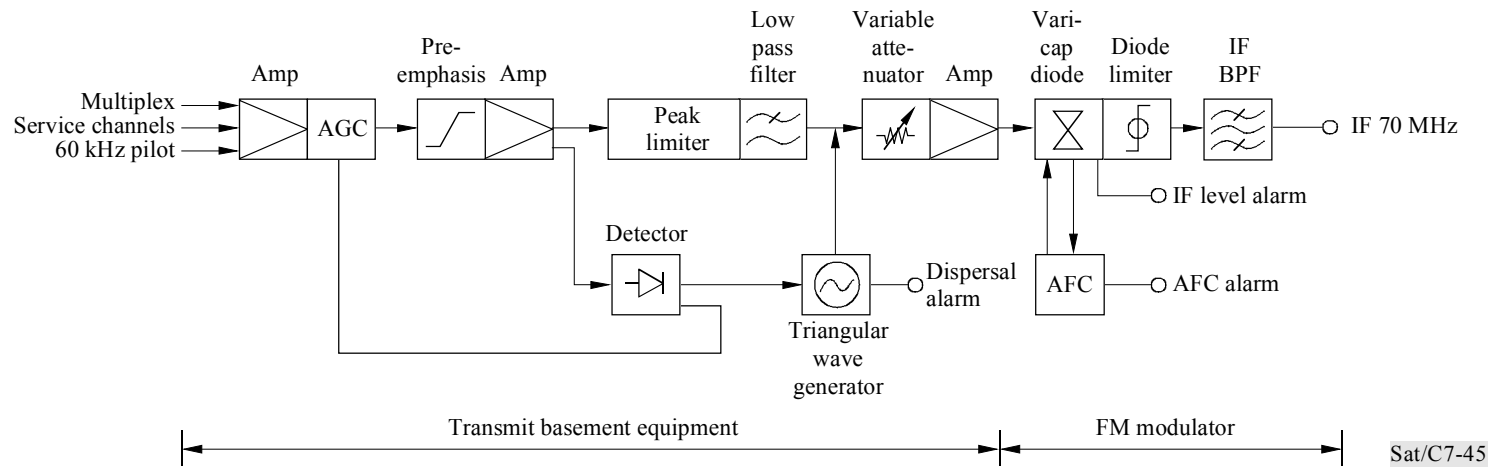 Low
pass
filter
Variable
atte-
nuator
Vari-
cap
diode
Diode
limiter
IF
BPF
Pre-
emphasis
Amp
Amp
Amp
Multiplex
Service channels
60 kHz pilot
AGC
Peak
limiter
IF 70 MHz
IF level alarm
Detector
Dispersal
alarm
AFC
AFC alarm
Triangular
wave
generator
Transmit basement equipment
FM modulator
Sat/C7-45